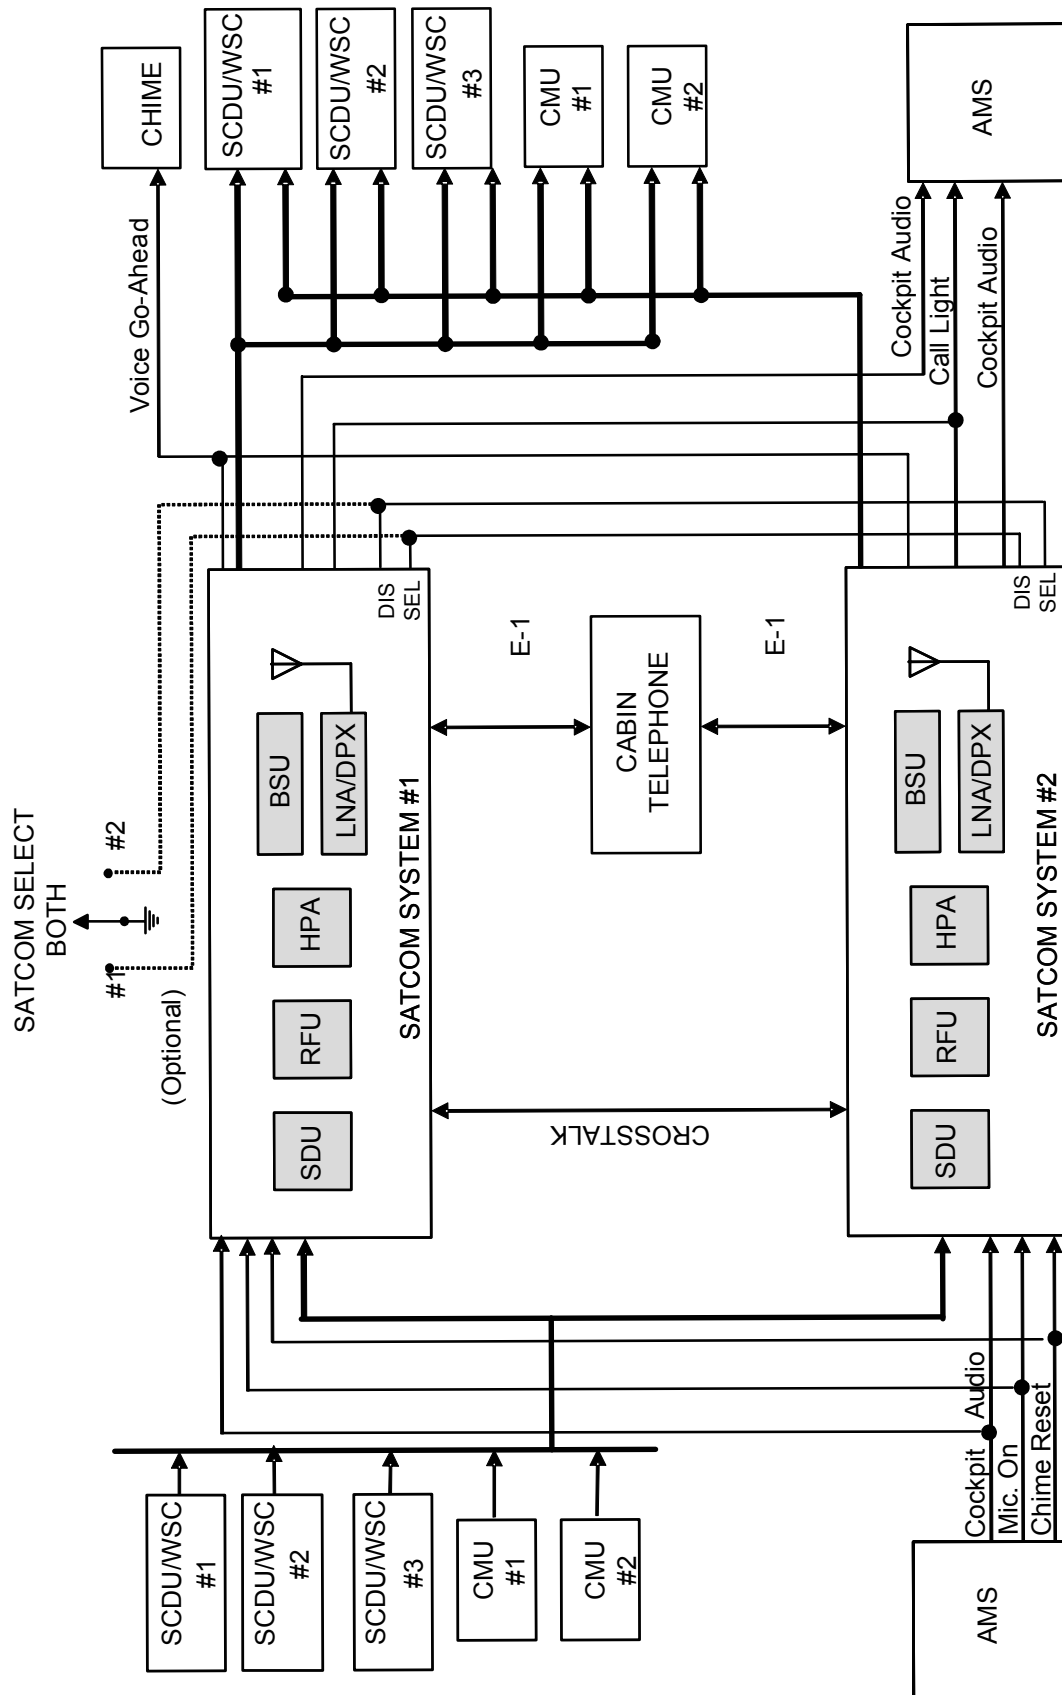 SATCOM SELECT
BOTH
#1
#2
(Optional)
SCDU/WSC
#1
SCDU/WSC
#2
SCDU/WSC
#3
CMU
#1
CMU
#2
SDU
RFU
HPA
BSU
LNA/DPX
SATCOM SYSTEM #1
DIS
SEL
Voice Go-Ahead
CHIME
SCDU/WSC
#1
SCDU/WSC
#2
SCDU/WSC
#3
CMU
#1
CMU
#2
CROSSTALK
E-1
CABIN
TELEPHONE
E-1
AMS
Cockpit Audio
Mic. On
Chime Reset
SDU
RFU
HPA
BSU
LNA/DPX
SATCOM SYSTEM #2
DIS
SEL
Cockpit Audio
Call Light
Cockpit Audio
AMS